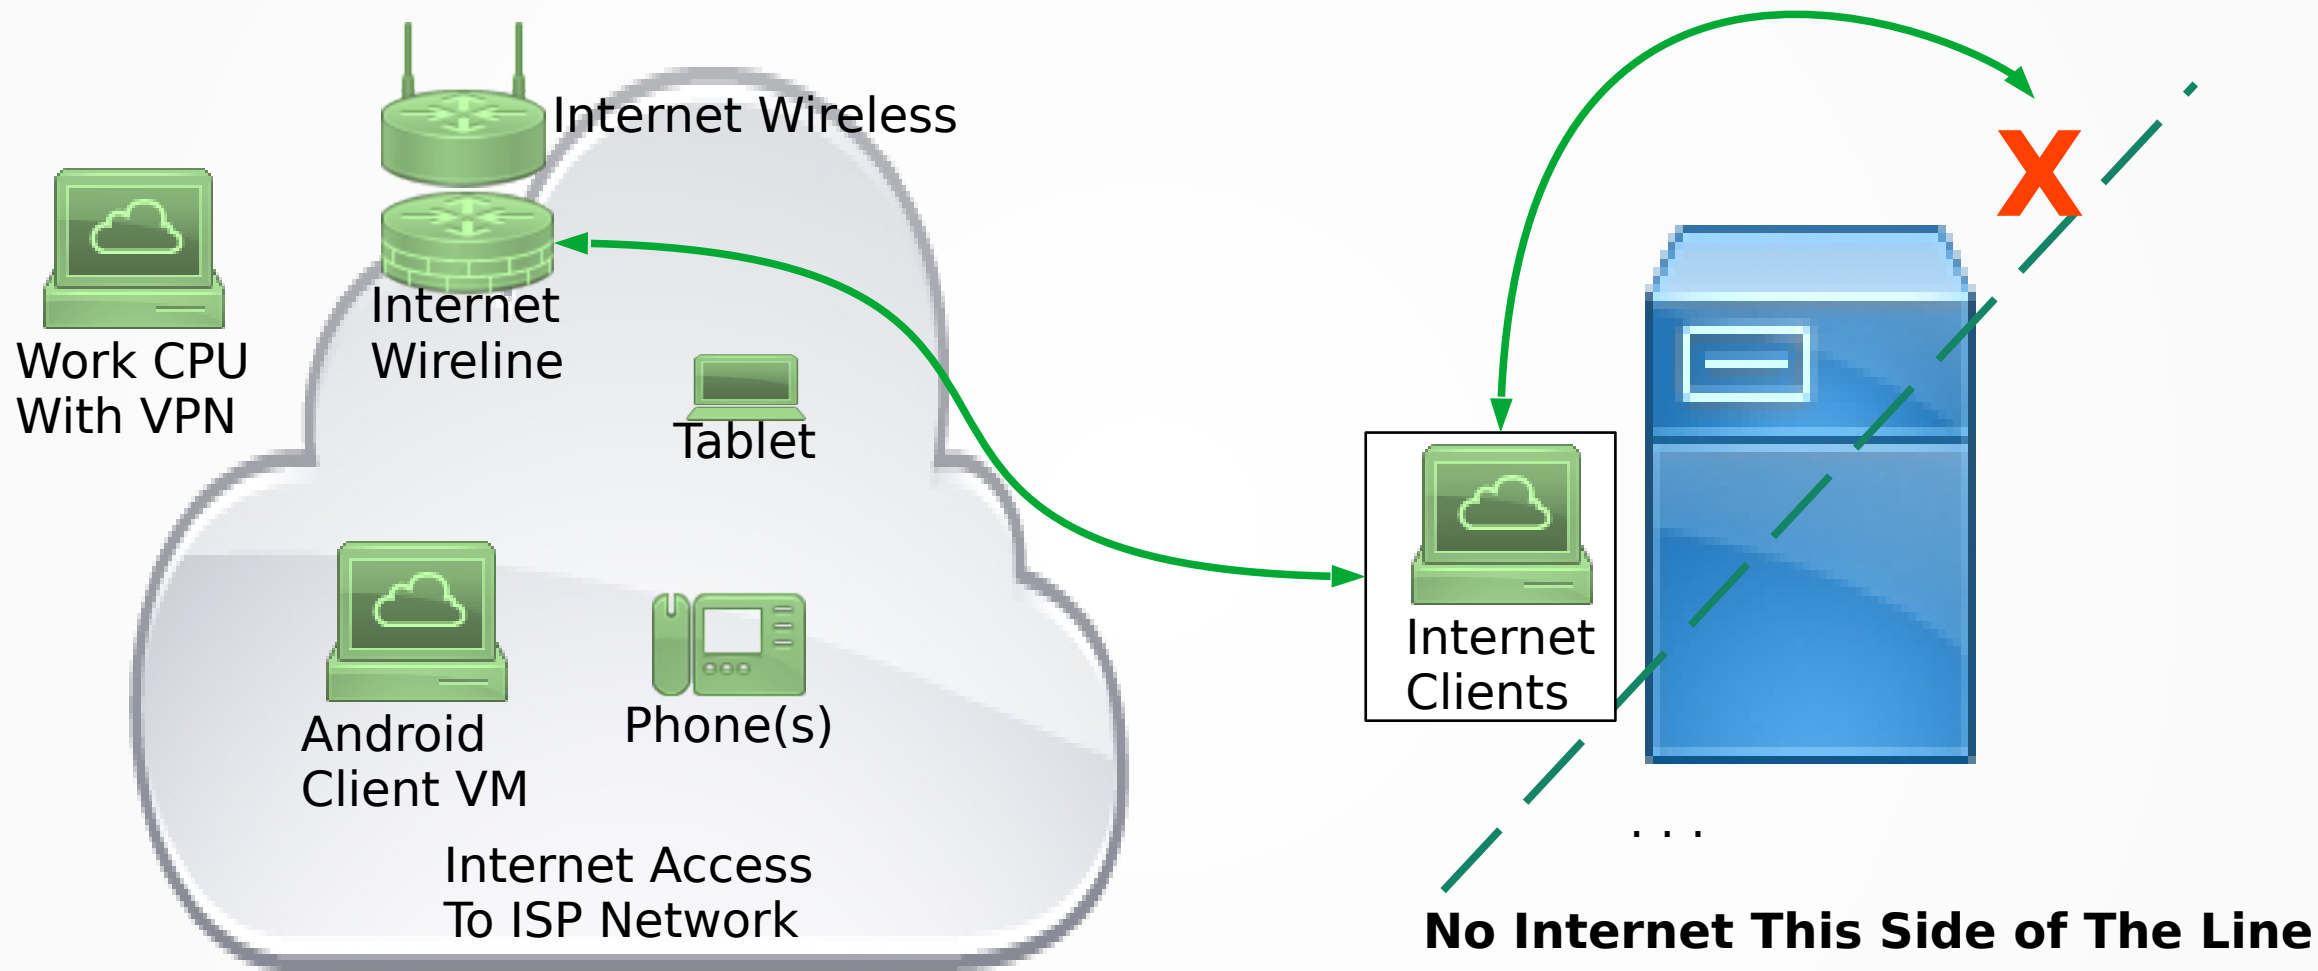 Internet Wireless
X
Internet
Wireline
Work CPU
With VPN
Tablet
Internet
Clients
Android
Client VM
Phone(s)
. . .
Internet Access
To ISP Network
No Internet This Side of The Line